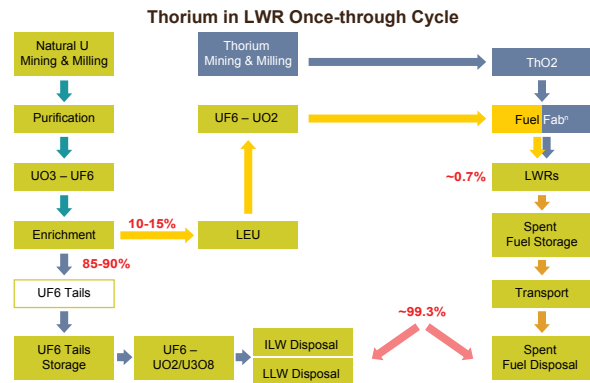 Thorium in LWR Once-through Cycle
Natural U
Mining & Milling
Thorium
Mining & Milling
ThO2
Purification
UF6 – UO2
Fuel Fabⁿ
UO3 – UF6
~0.7%
LWRs
10-15%
Enrichment
LEU
Spent
Fuel Storage
85-90%
UF6 Tails
~99.3%
Transport
UF6 Tails
Storage
UF6 –
UO2/U3O8
ILW Disposal
LLW Disposal
Spent
Fuel Disposal